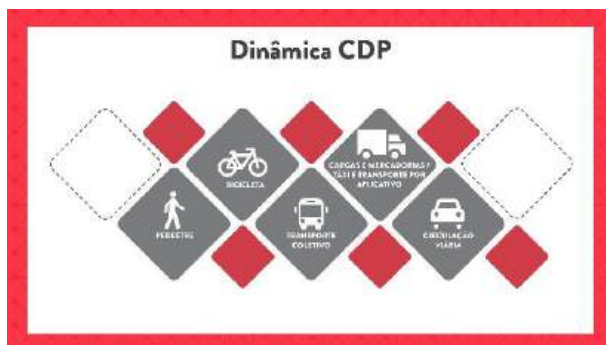 Dinâmica CDP
BICICLETA
CARGAS E MERCADORIAS /
TÁXI E TRANSPORTE POR
APLICATIVO
PEDESTRE
TRANSPORTE
COLETIVO
CIRCULAÇÃO
VIÁRIA